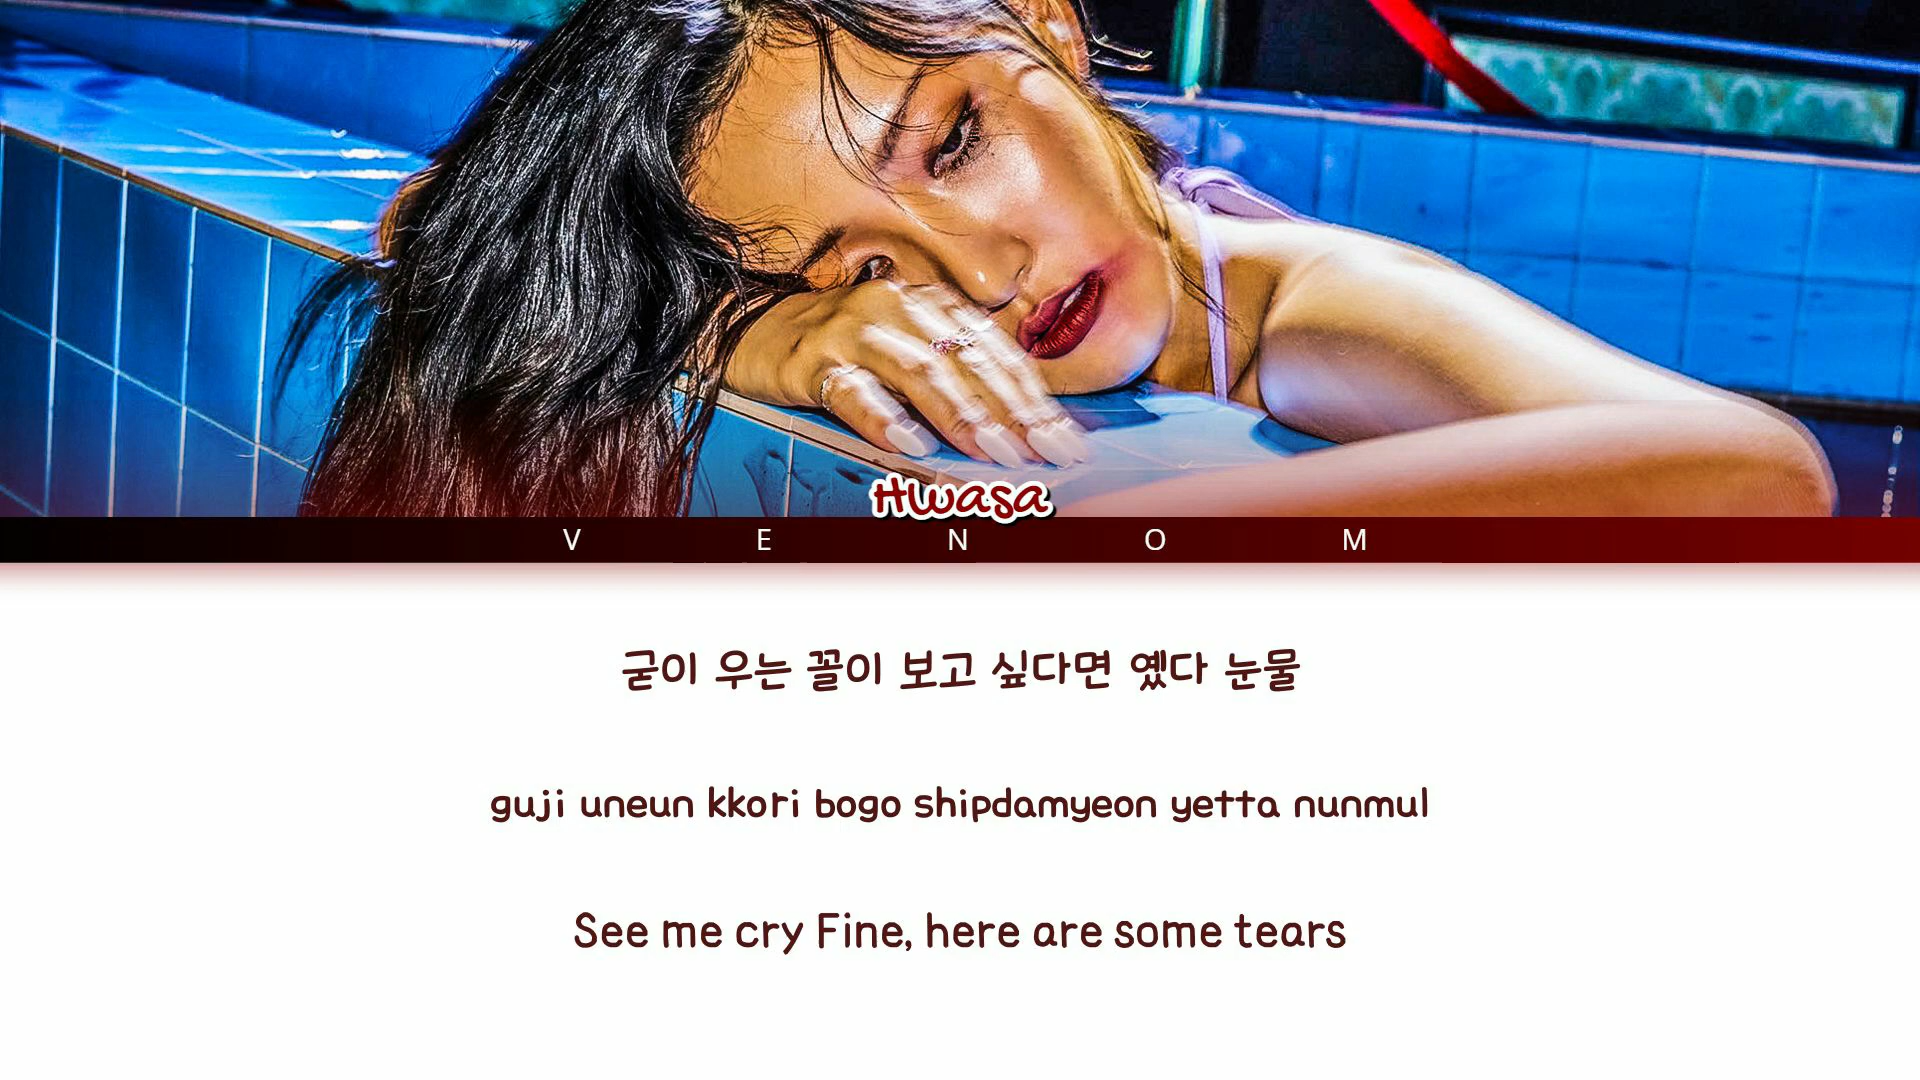 Hwasa
V E N O M
굳이 우는 꼴이 보고 싶다면 옜다 눈물
guji uneun kkori bogo shipdamyeon yetta nunmul
See me cry Fine, here are some tears